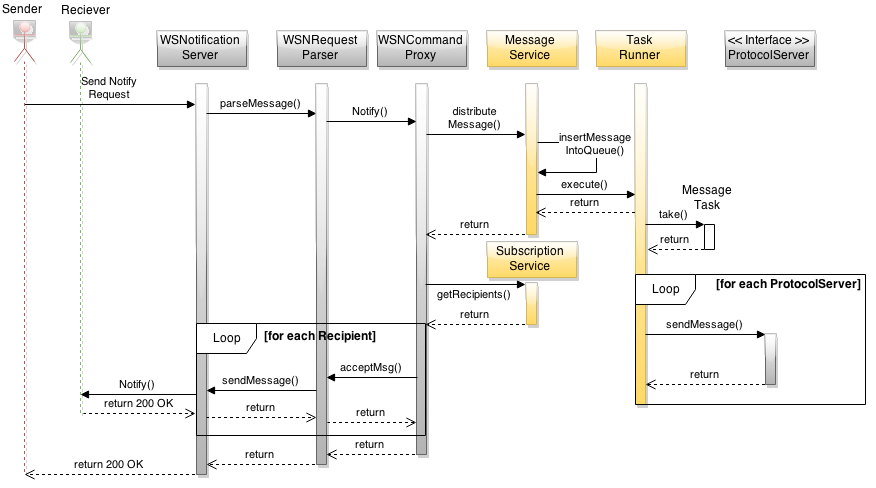 Sender
Reciever
WSNotification
Server
WSNRequest
Parser
WSNCommand
Proxy
Message
Service
Task
Runner
<< Interface >>
ProtocolServer
Send Notify
Request
parseMessage()
Notify()
distribute
Message()
insertMessage
IntoQueue()
execute()
return
return
Message
Task
take()
return
Subscription
Service
getRecipients()
return
Loop
[for each ProtocolServer]
sendMessage()
return
Loop
[for each Recipient]
acceptMsg()
sendMessage()
Notify()
return 200 OK
return
return
return
return
return 200 OK